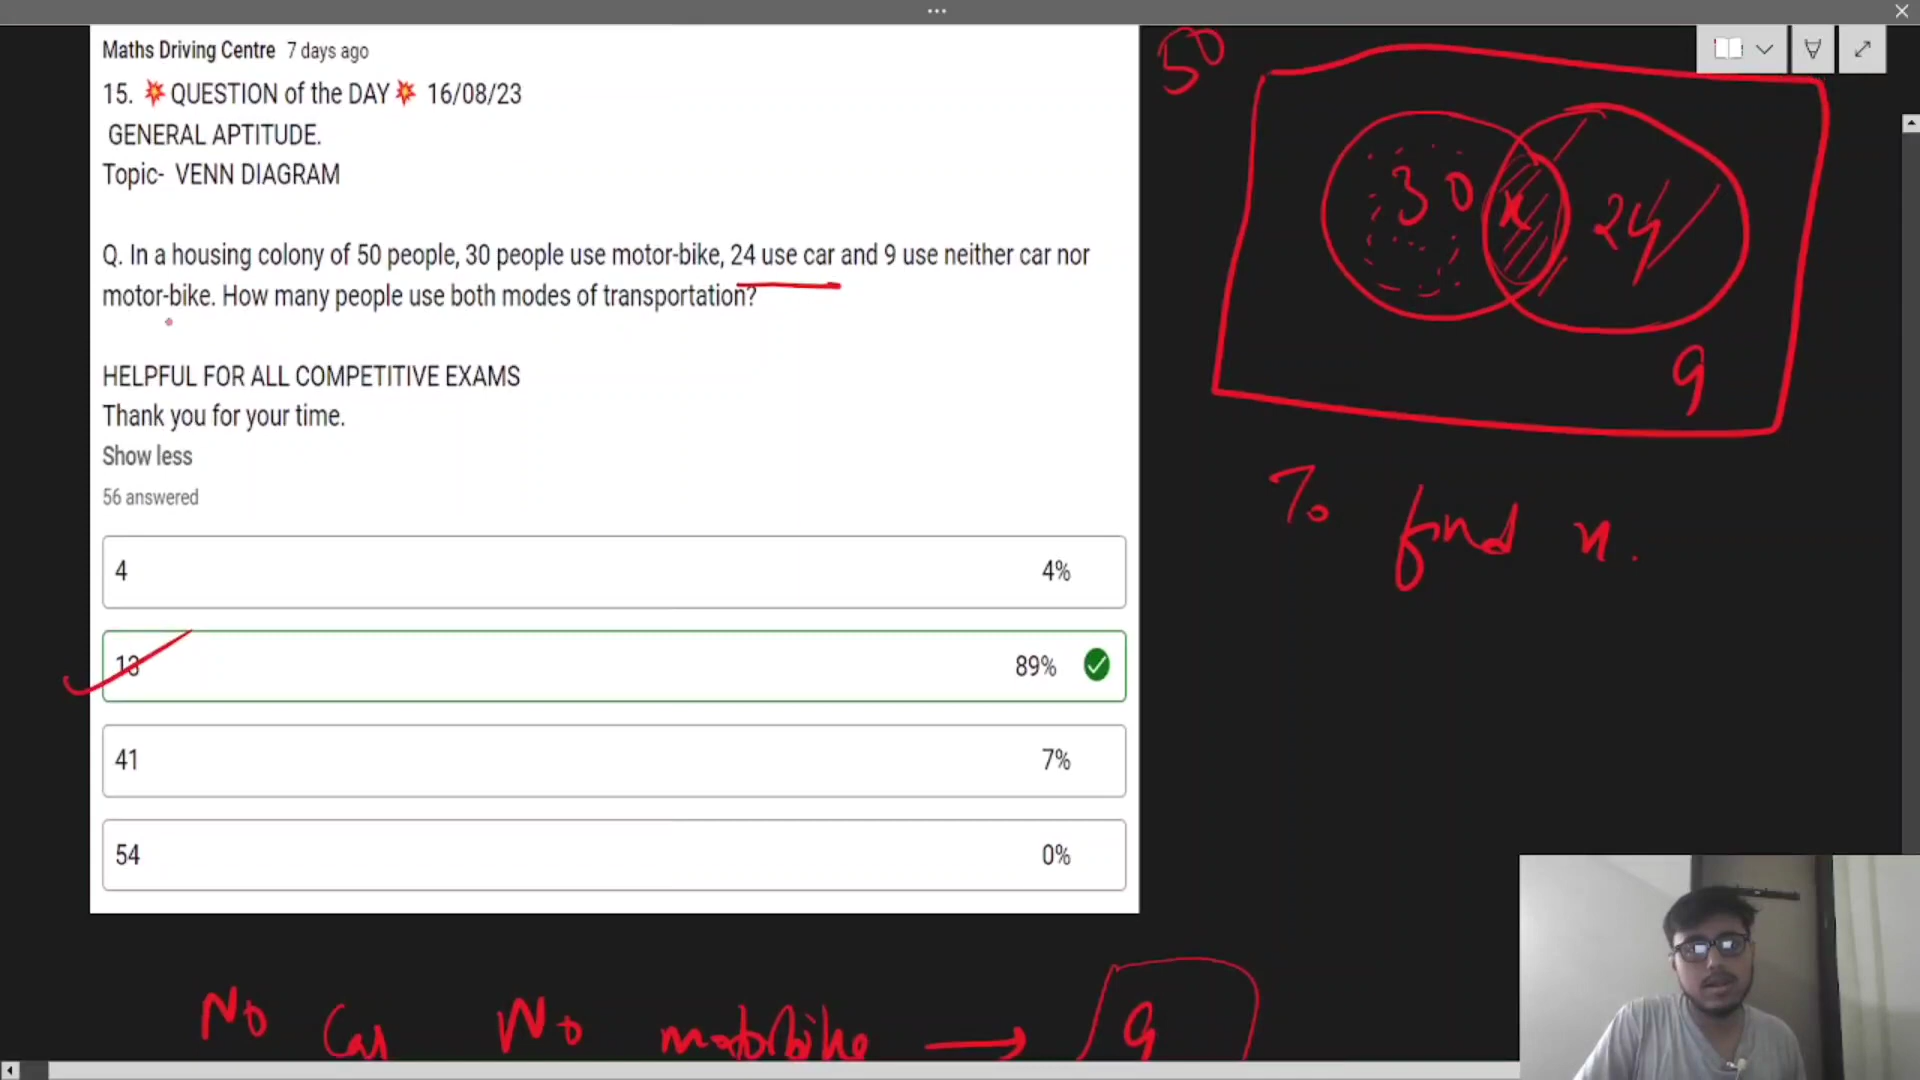 Maths Driving Centre 7 days ago
15. 💥QUESTION of the DAY💥 16/08/23
GENERAL APTITUDE.
Topic- VENN DIAGRAM
Q. In a housing colony of 50 people, 30 people use motor-bike, 24 use car and 9 use neither car nor
motor-bike. How many people use both modes of transportation?
HELPFUL FOR ALL COMPETITIVE EXAMS
Thank you for your time.
Show less
56 answered
4 4%
13 89%
41 7%
54 0%
50
30 x 24
9
To find x.
No Car No motorbike → 9